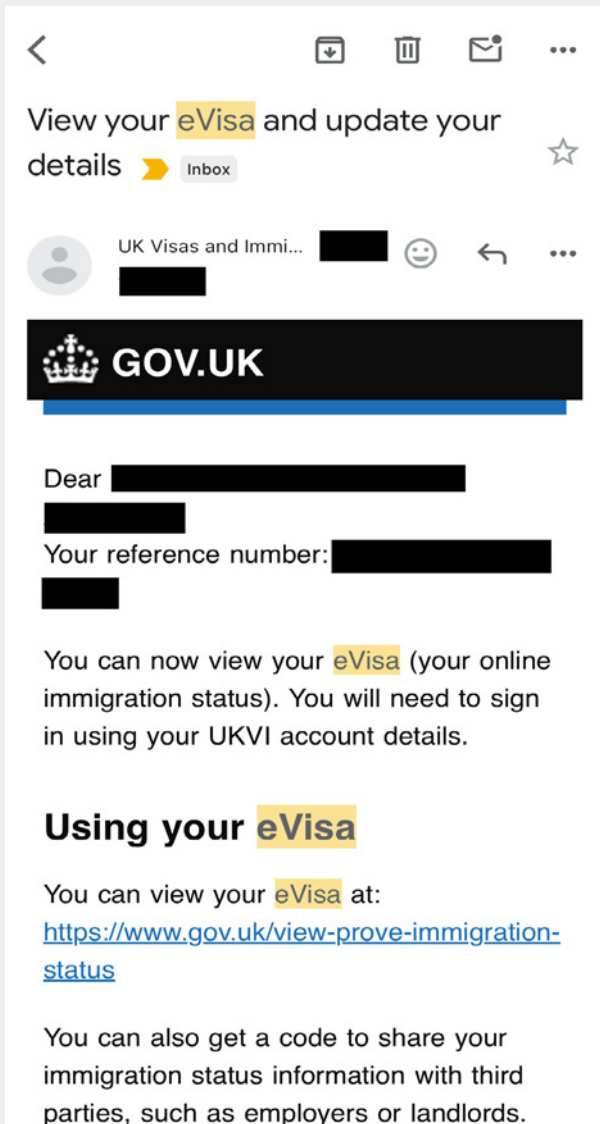 View your eVisa and update your
details Inbox
UK Visas and Immi...
GOV.UK
Dear
Your reference number:
You can now view your eVisa (your online
immigration status). You will need to sign
in using your UKVI account details.
Using your eVisa
You can view your eVisa at:
https://www.gov.uk/view-prove-immigration-
status
You can also get a code to share your
immigration status information with third
parties, such as employers or landlords.